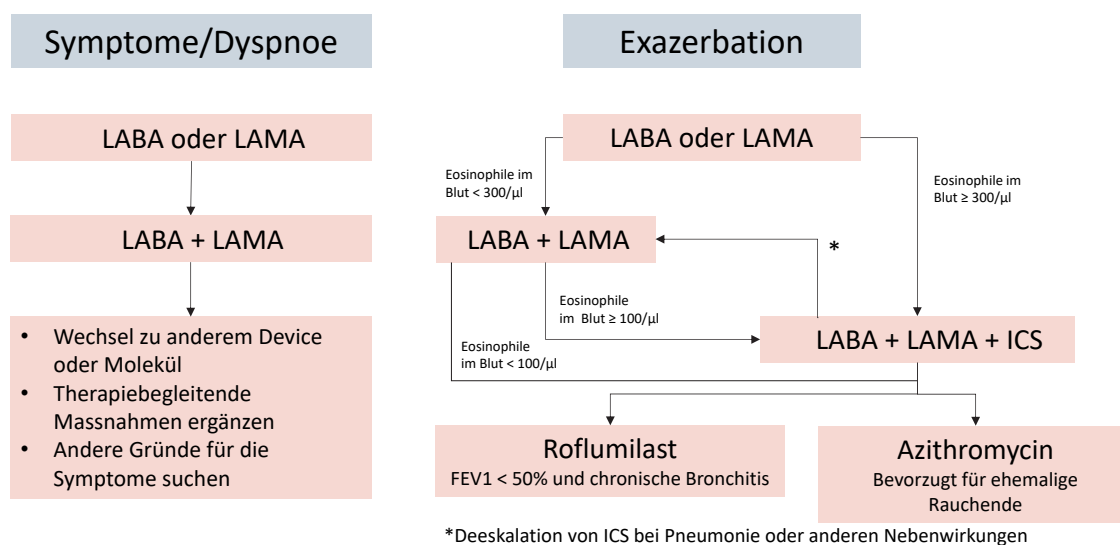 Symptome/Dyspnoe
LABA oder LAMA
LABA + LAMA
• Wechsel zu anderem Device
oder Molekül
• Therapiebegleitende
Massnahmen ergänzen
• Andere Gründe für die
Symptome suchen
Exazerbation
LABA oder LAMA
Eosinophile im
Blut < 300/µl
Eosinophile im
Blut ≥ 300/µl
LABA + LAMA
*
Eosinophile
im Blut ≥ 100/µl
Eosinophile
im Blut < 100/µl
LABA + LAMA + ICS
Roflumilast
FEV1 < 50% und chronische Bronchitis
Azithromycin
Bevorzugt für ehemalige
Rauchende
*Deeskalation von ICS bei Pneumonie oder anderen Nebenwirkungen